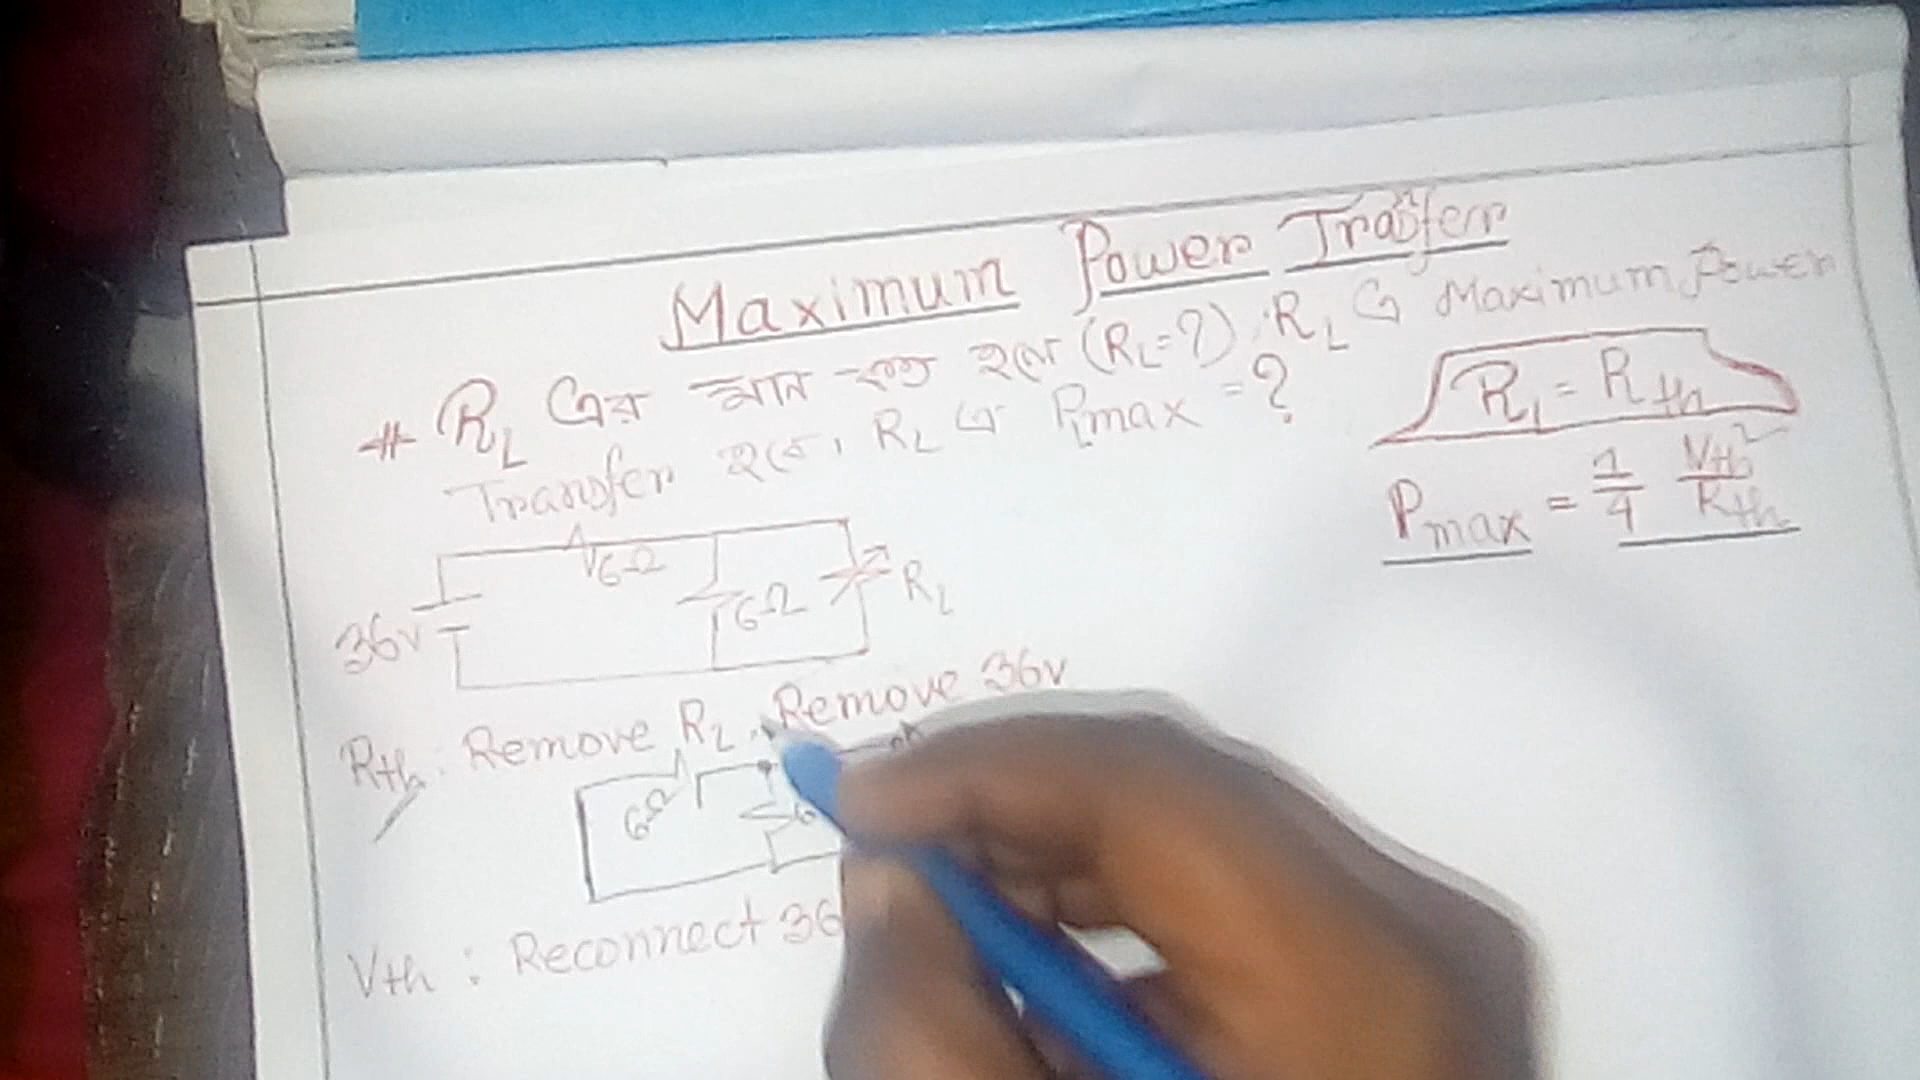 Maximum Power Transfer
# RL এর মান কত হলে (RL=?) RL এ Maximum Power
Transfer হবে, RL এ Pmax = ?
RL = Rth
Pmax = 1/4 Vth²/Rth
6Ω
36v
6Ω
RL
Rth: Remove RL. Remove 36v
6Ω
6
Vth : Reconnect 36